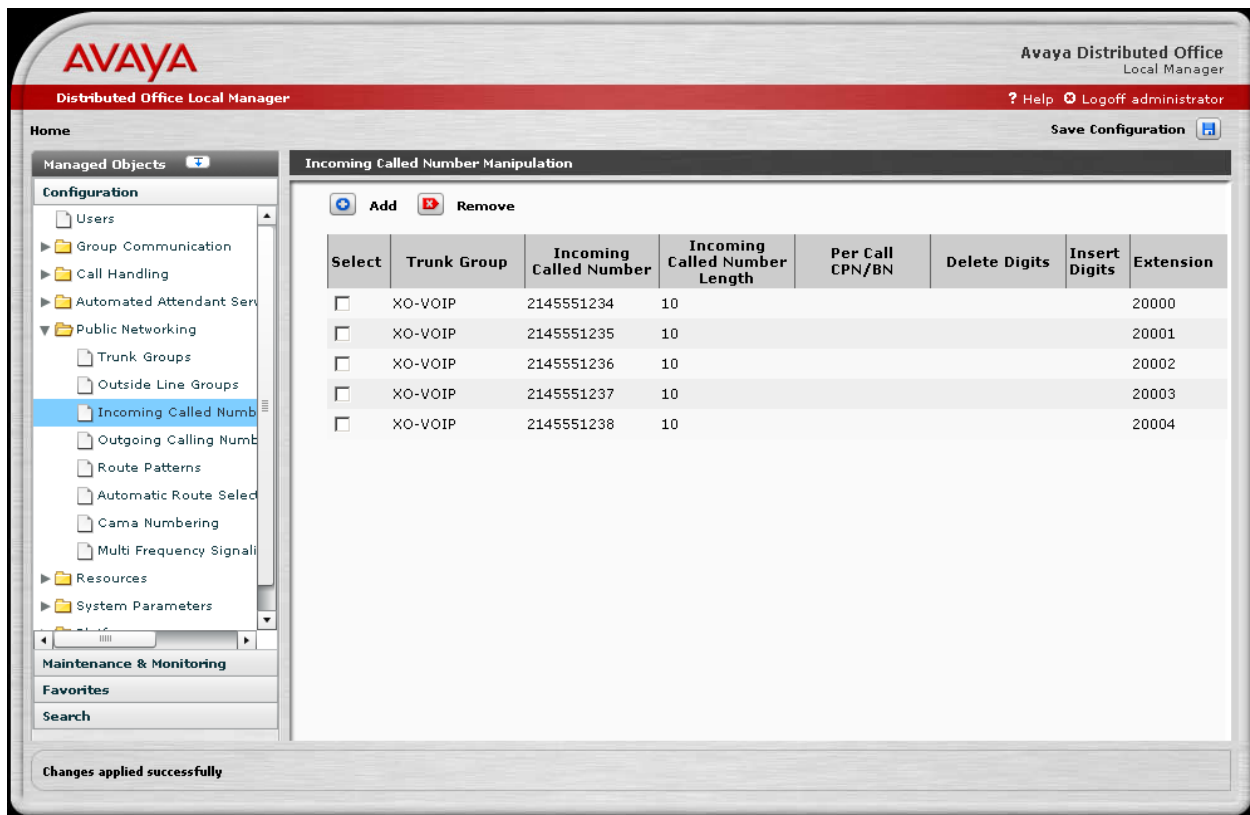 AVAYA
Avaya Distributed Office
Local Manager
Distributed Office Local Manager
? Help Logoff administrator
Home
Save Configuration
Managed Objects
Incoming Called Number Manipulation
Configuration
Users
Group Communication
Call Handling
Automated Attendant Serv
Public Networking
Trunk Groups
Outside Line Groups
Incoming Called Numb
Outgoing Calling Numb
Route Patterns
Automatic Route Select
Cama Numbering
Multi Frequency Signali
Resources
System Parameters
Maintenance & Monitoring
Favorites
Search
Add Remove
Select Trunk Group Incoming Called Number Incoming Called Number Length Per Call CPN/BN Delete Digits Insert Digits Extension
XO-VOIP 2145551234 10 20000
XO-VOIP 2145551235 10 20001
XO-VOIP 2145551236 10 20002
XO-VOIP 2145551237 10 20003
XO-VOIP 2145551238 10 20004
Changes applied successfully